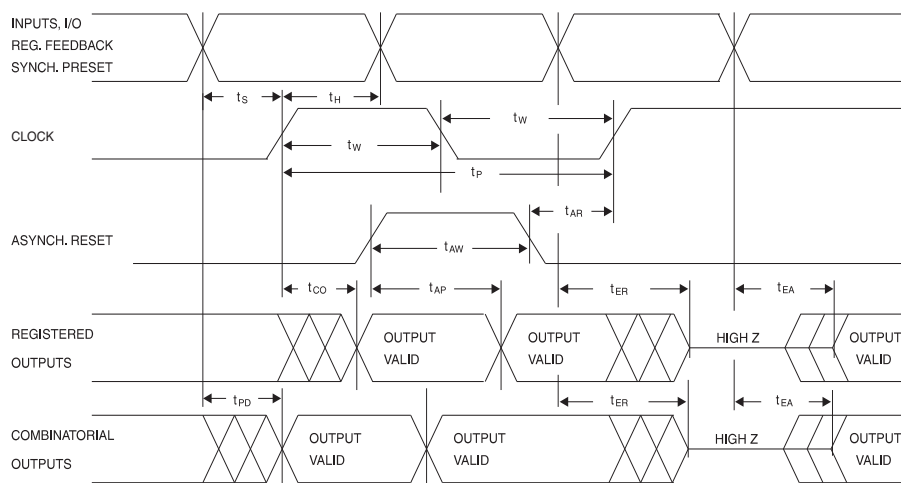 INPUTS, I/O
REG. FEEDBACK
SYNCH. PRESET
tS
tH
CLOCK
tW
tW
tP
tAR
ASYNCH. RESET
tAW
tCO
tAP
tER
tEA
REGISTERED
OUTPUTS
OUTPUT
VALID
OUTPUT
VALID
HIGH Z
OUTPUT
VALID
tPD
tER
tEA
COMBINATORIAL
OUTPUTS
OUTPUT
VALID
OUTPUT
VALID
HIGH Z
OUTPUT
VALID